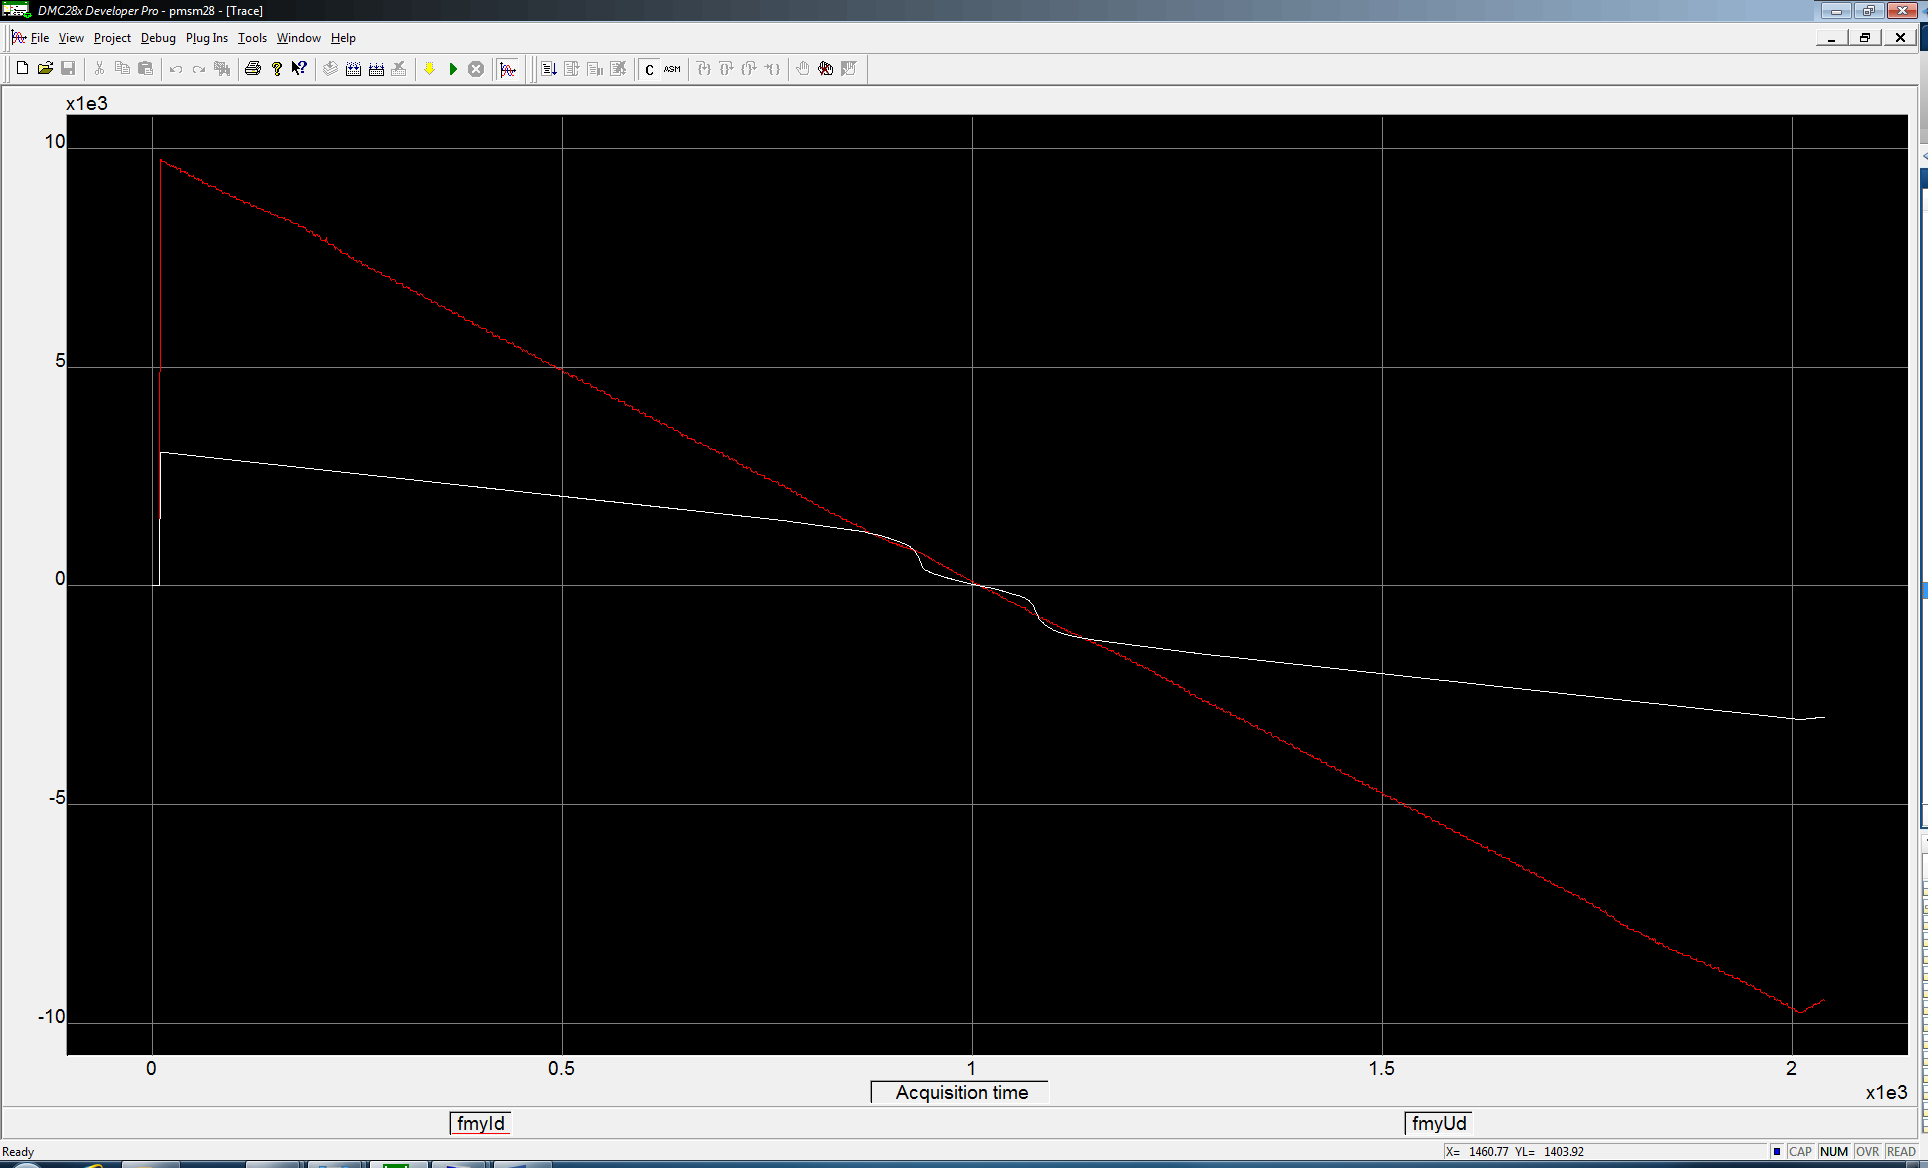 DMC28x Developer Pro - pmsm28 - [Trace]
File View Project Debug Plug Ins Tools Window Help
C ASM
x1e3
10
5
0
-5
-10
0 0.5 1 1.5 2
Acquisition time x1e3
fmyId fmyUd
Ready X= 1460.77 YL= 1403.92 CAP NUM OVR READ